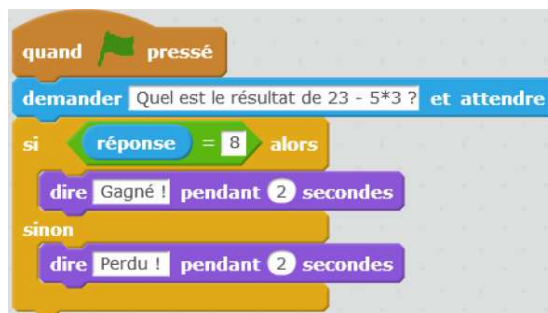 quand pressé
demander Quel est le résultat de 23 - 5*3 ? et attendre
si réponse = 8 alors
dire Gagné ! pendant 2 secondes
sinon
dire Perdu ! pendant 2 secondes